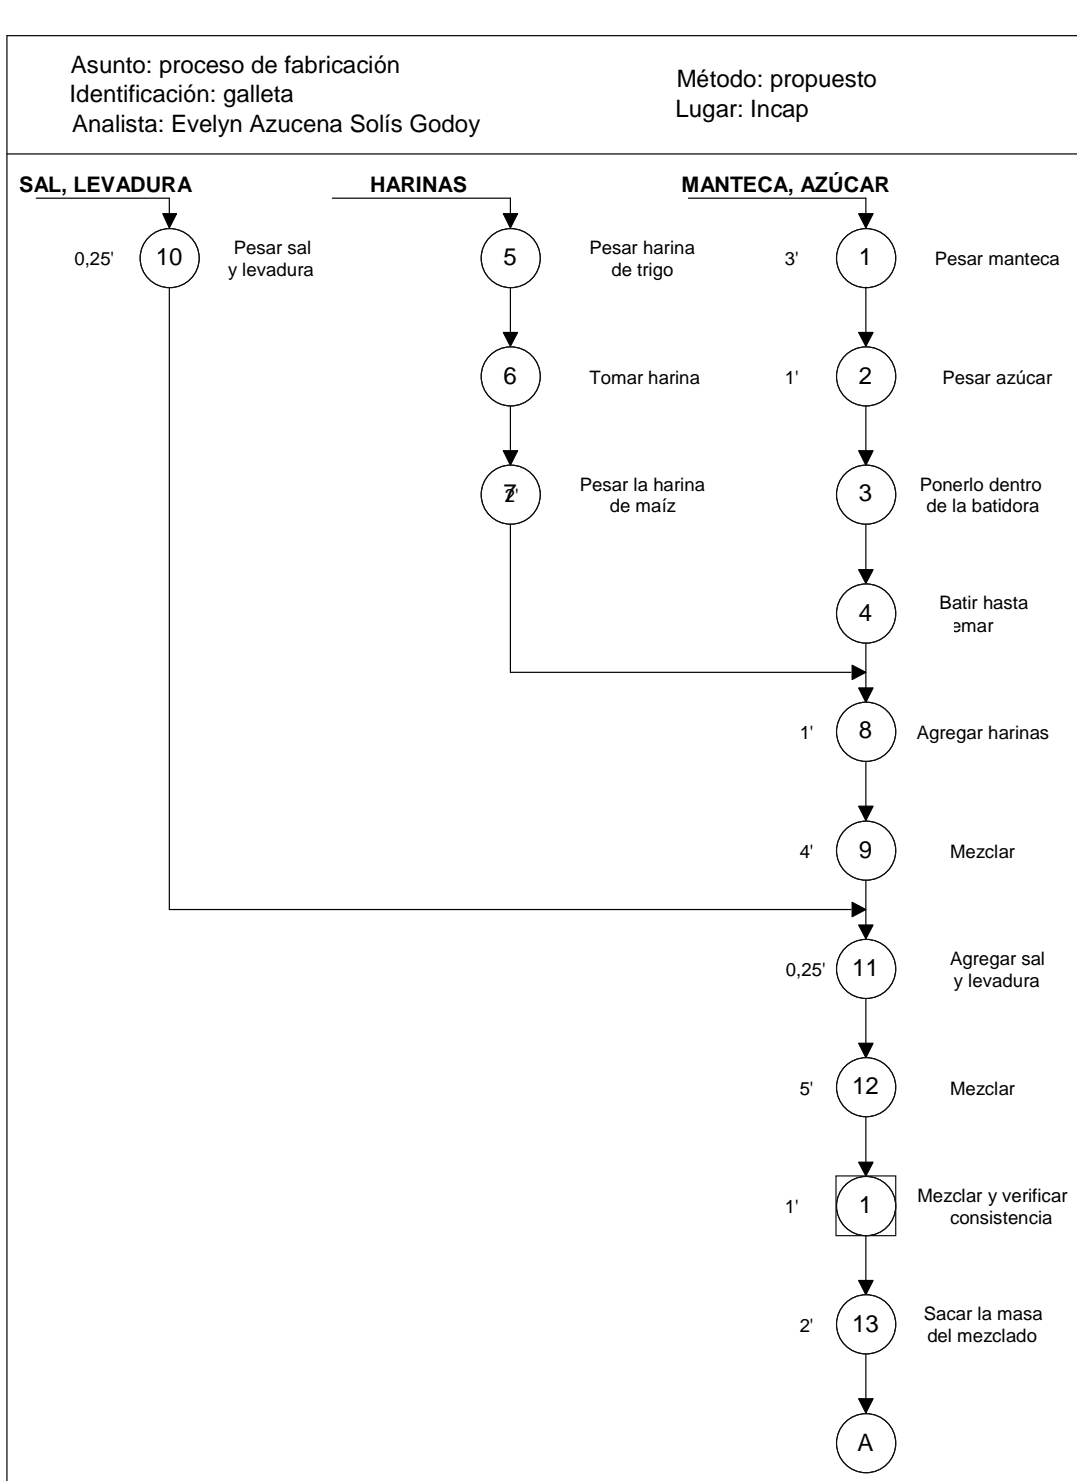 Asunto: proceso de fabricación
Identificación: galleta
Analista: Evelyn Azucena Solís Godoy
Método: propuesto
Lugar: Incap
SAL, LEVADURA
HARINAS
MANTECA, AZÚCAR
0,25'
10
Pesar sal
y levadura
5
Pesar harina
de trigo
3'
1
Pesar manteca
6
Tomar harina
1'
2
Pesar azúcar
7
2'
Pesar la harina
de maíz
3
Ponerlo dentro
de la batidora
4
Batir hasta
1'
8
Agregar harinas
4'
9
Mezclar
0,25'
11
Agregar sal
y levadura
5'
12
Mezclar
1'
1
Mezclar y verificar
consistencia
2'
13
Sacar la masa
del mezclado
A